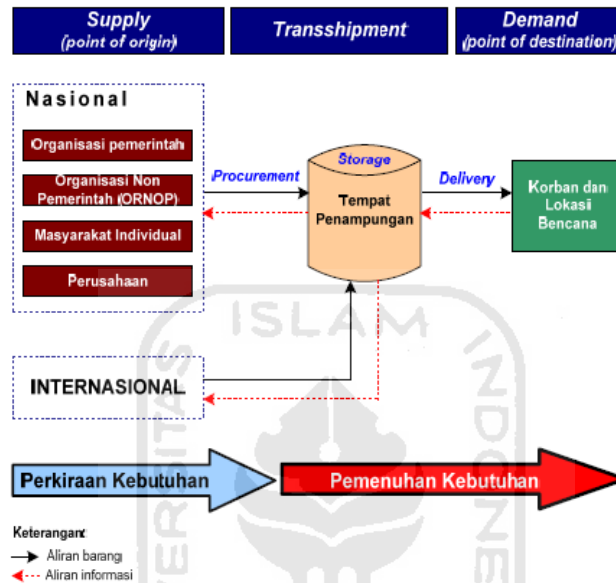 Supply
(point of origin)
Transshipment
Demand
(point of destination)
Nasional
Organisasi pemerintah
Organisasi Non
Pemerintah (ORNOP)
Masyarakat Individual
Perusahaan
Procurement
Storage
Tempat
Penampungan
Delivery
Korban dan
Lokasi
Bencana
INTERNASIONAL
Perkiraan Kebutuhan
Pemenuhan Kebutuhan
Keterangan:
Aliran barang
Aliran informasi
ISLAM